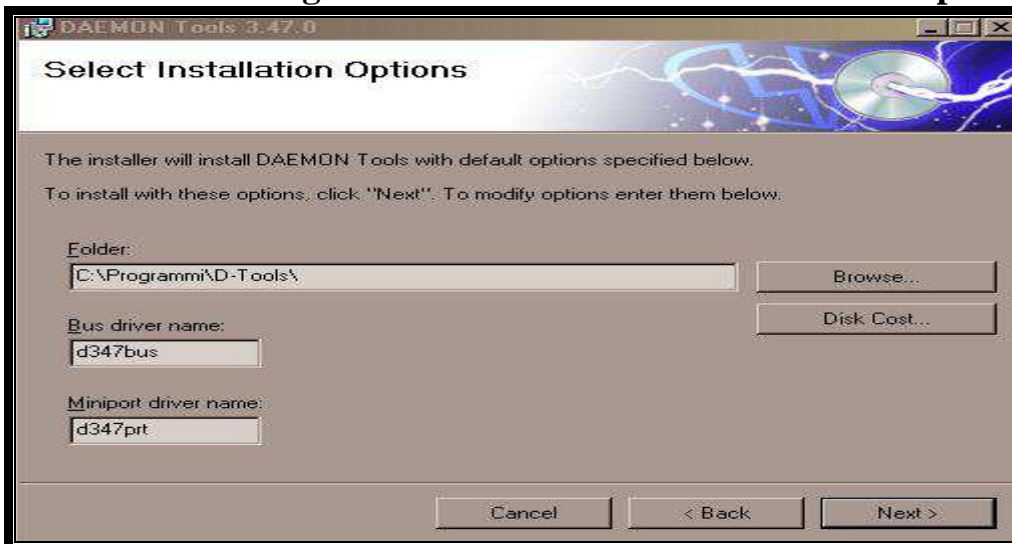 DAEMON Tools 3.47.0
Select Installation Options
The installer will install DAEMON Tools with default options specified below.
To install with these options, click "Next". To modify options enter them below.
Folder:
C:\Programmi\D-Tools\
Browse...
Disk Cost...
Bus driver name:
d347bus
Miniport driver name:
d347prt
Cancel
< Back
Next >